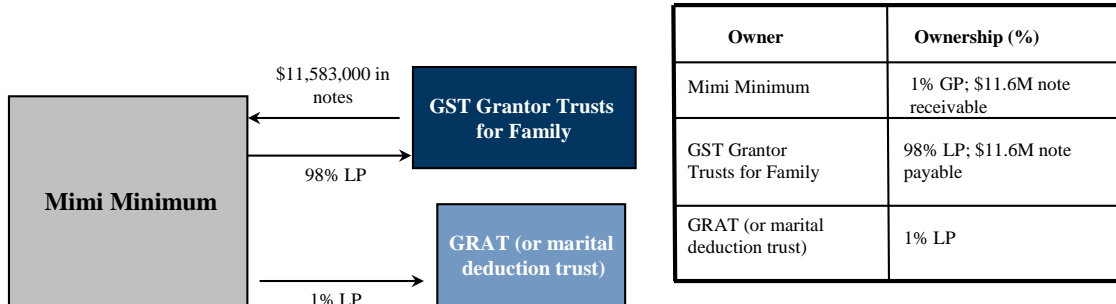 $11,583,000 in
notes
GST Grantor Trusts
for Family
98% LP
Mimi Minimum
GRAT (or marital
deduction trust)
1% LP
Owner Ownership (%)
Mimi Minimum 1% GP; $11.6M note
receivable
GST Grantor 98% LP; $11.6M note
Trusts for Family payable
GRAT (or marital 1% LP
deduction trust)